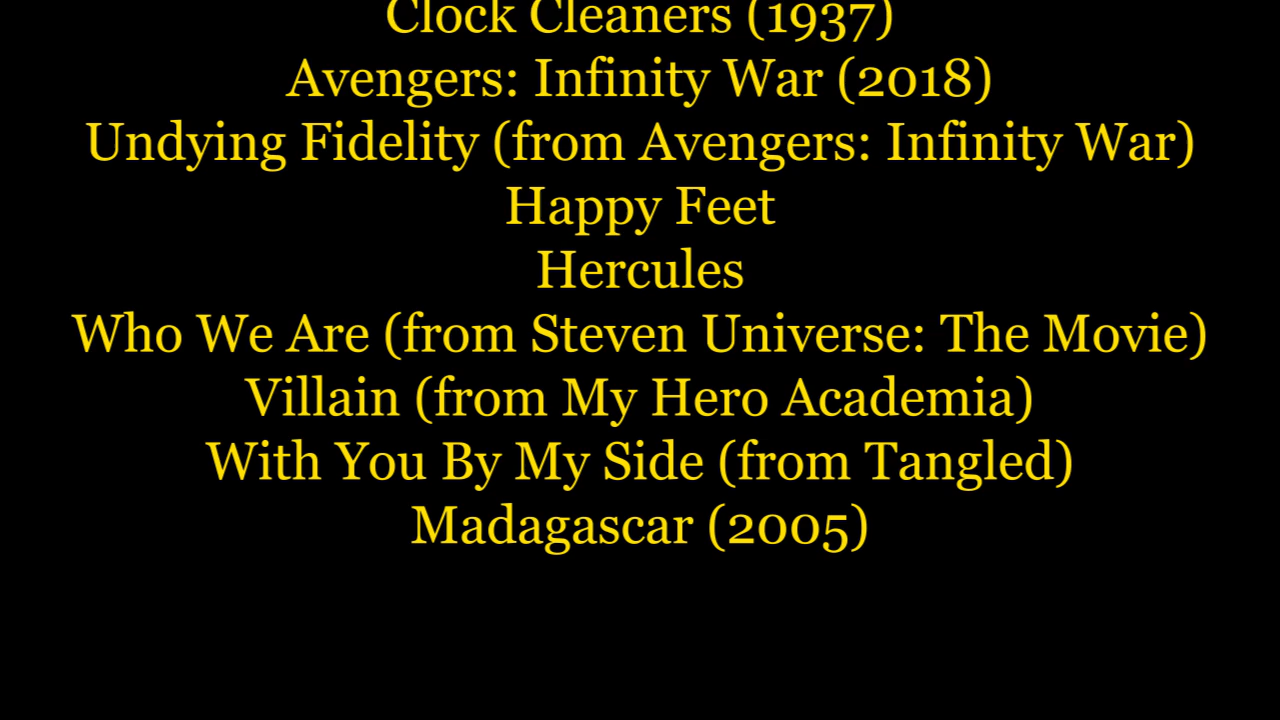 Clock Cleaners (1937)
Avengers: Infinity War (2018)
Undying Fidelity (from Avengers: Infinity War)
Happy Feet
Hercules
Who We Are (from Steven Universe: The Movie)
Villain (from My Hero Academia)
With You By My Side (from Tangled)
Madagascar (2005)